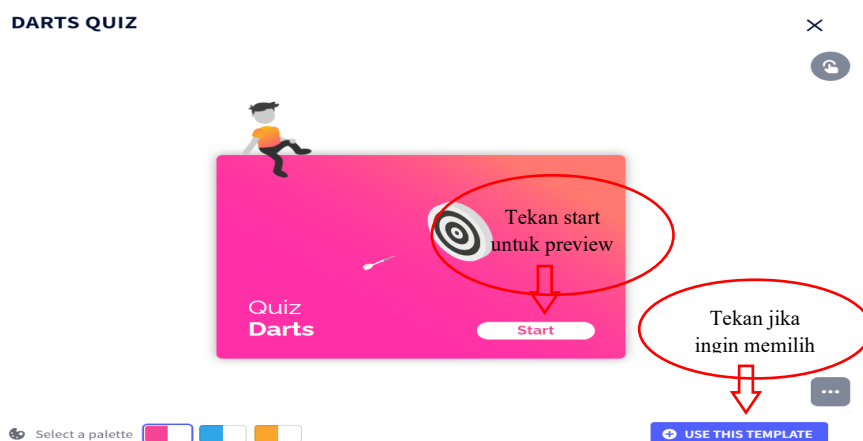 DARTS QUIZ
Tekan start
untuk preview
Quiz
Darts
Start
Tekan jika
ingin memilih
Select a palette
USE THIS TEMPLATE